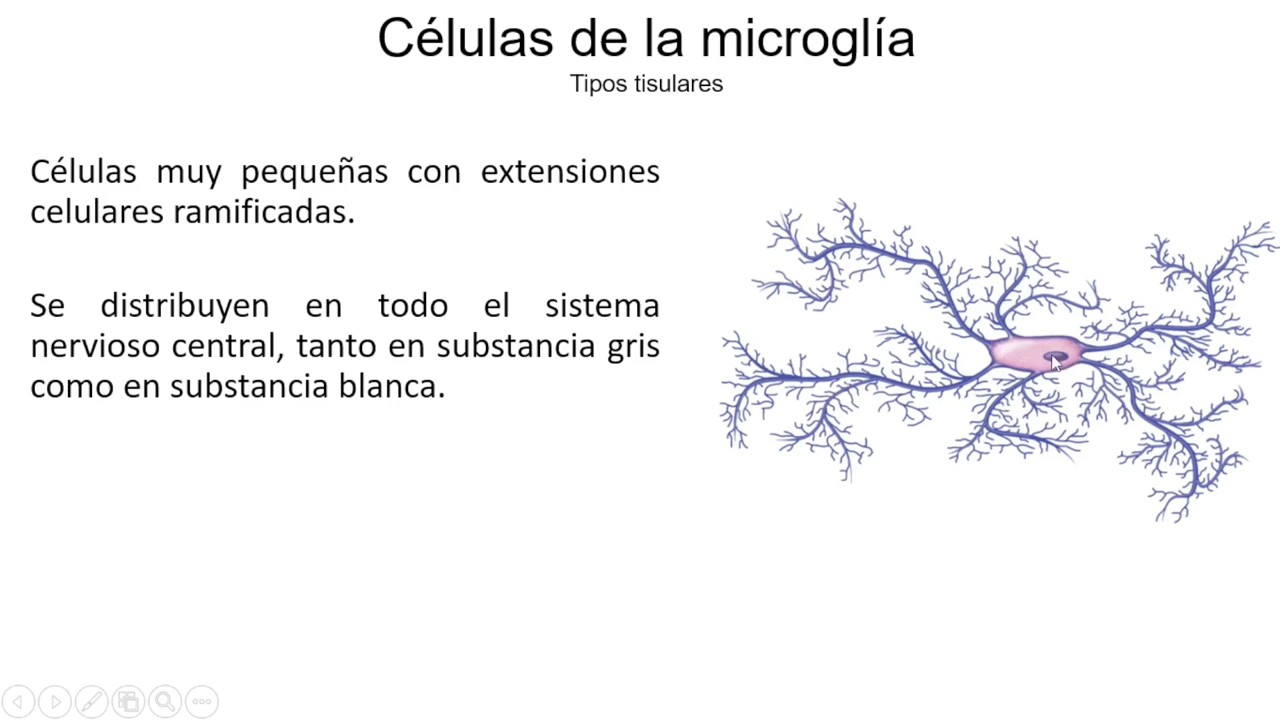 Células de la microglía
Tipos tisulares
Células muy pequeñas con extensiones
celulares ramificadas.
Se distribuyen en todo el sistema
nervioso central, tanto en substancia gris
como en substancia blanca.